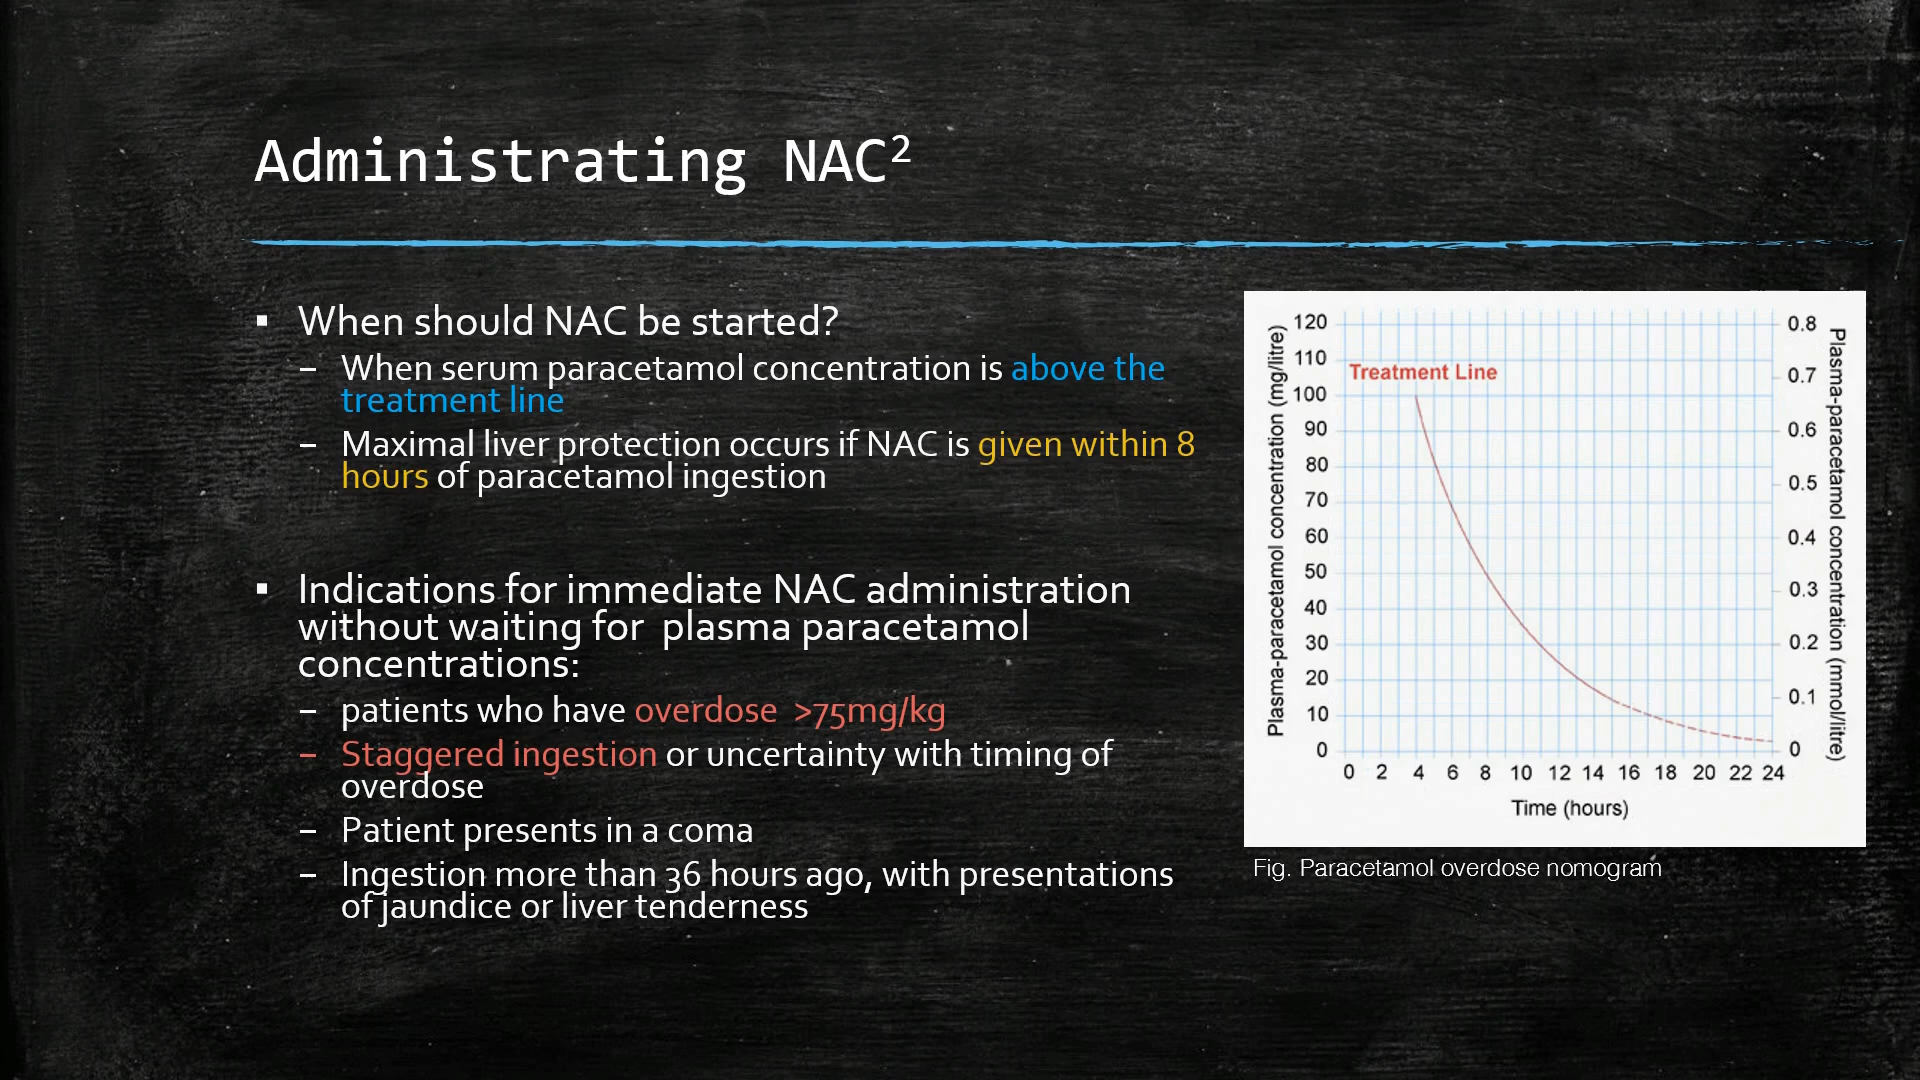 Administrating NAC²
▪ When should NAC be started?
– When serum paracetamol concentration is above the
treatment line
– Maximal liver protection occurs if NAC is given within 8
hours of paracetamol ingestion
▪ Indications for immediate NAC administration
without waiting for  plasma paracetamol
concentrations:
– patients who have overdose  >75mg/kg
– Staggered ingestion or uncertainty with timing of
overdose
– Patient presents in a coma
– Ingestion more than 36 hours ago, with presentations
of jaundice or liver tenderness
Plasma-paracetamol concentration (mg/litre)
120
110
100
90
80
70
60
50
40
30
20
10
0
Treatment Line
0.8
0.7
0.6
0.5
0.4
0.3
0.2
0.1
0
Plasma-paracetamol concentration (mmol/litre)
0 2 4 6 8 10 12 14 16 18 20 22 24
Time (hours)
Fig. Paracetamol overdose nomogram